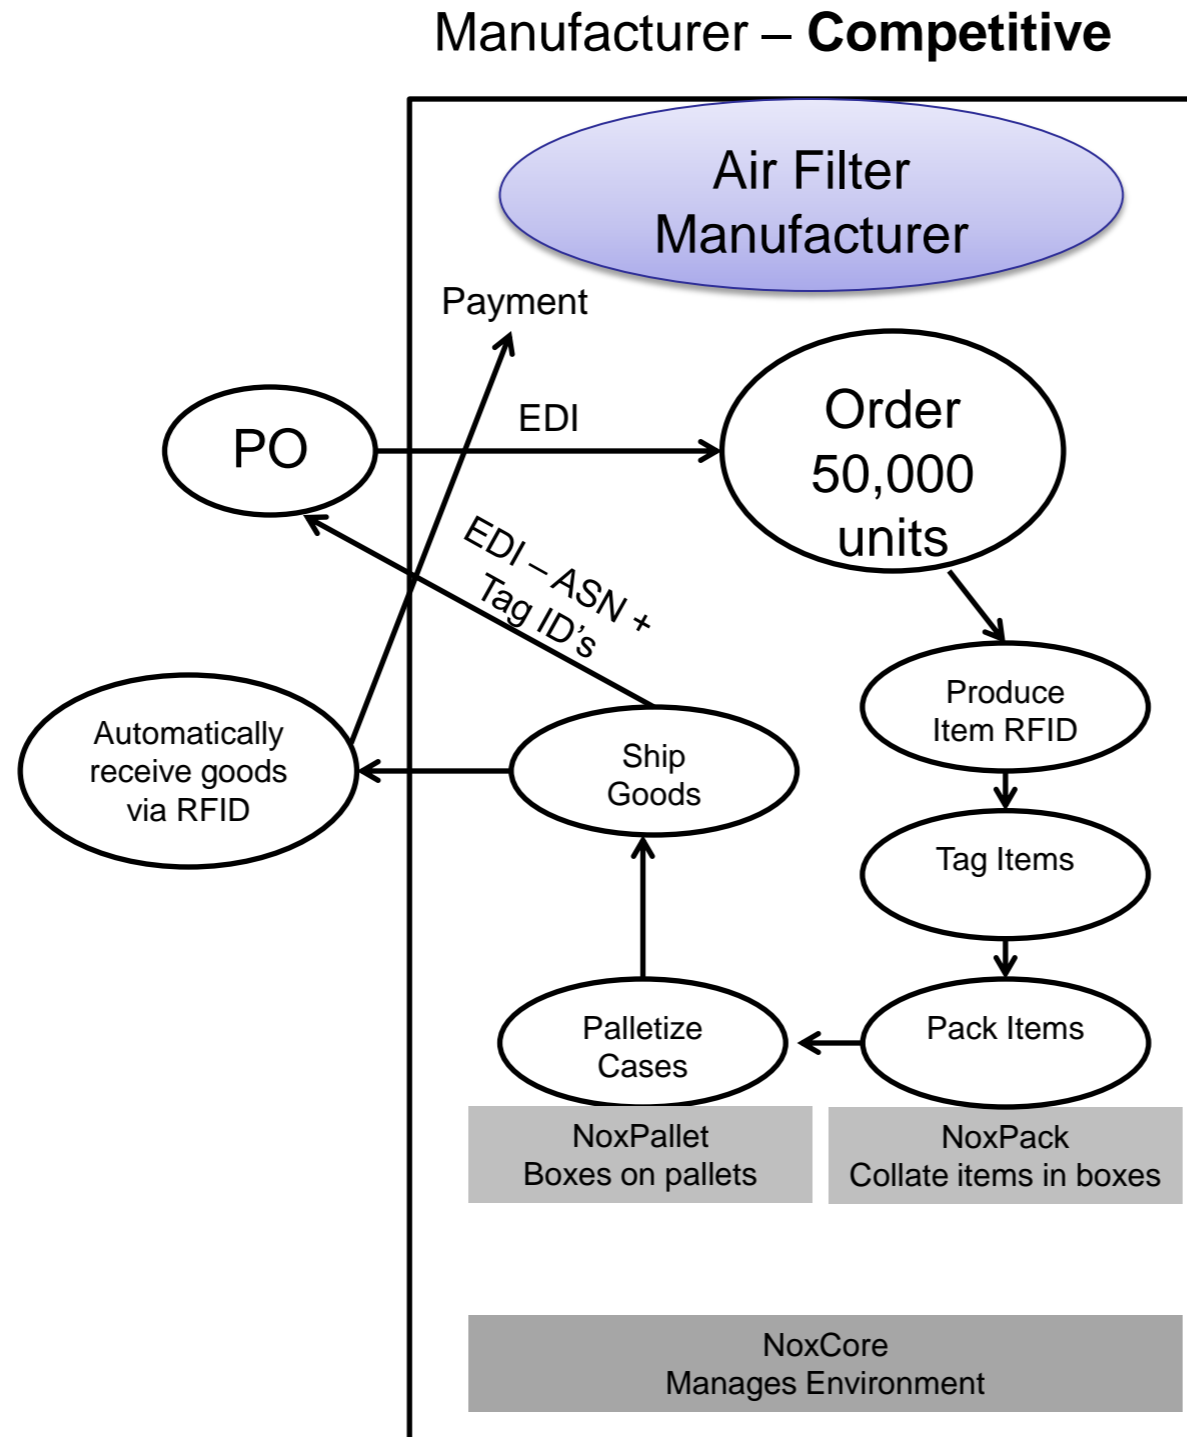 Manufacturer – Competitive
Air Filter
Manufacturer
Payment
PO
EDI
Order
50,000
units
EDI – ASN +
Tag ID’s
Produce
Item RFID
Automatically
receive goods
via RFID
Ship
Goods
Tag Items
Palletize
Cases
Pack Items
NoxPallet
Boxes on pallets
NoxPack
Collate items in boxes
NoxCore
Manages Environment